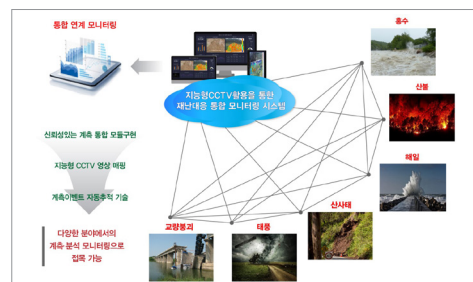 통합 연계 모니터링
지능형CCTV활용을 통한
재난대응 통합 모니터링 시스템
홍수
산불
해일
산사태
태풍
교량붕괴
신뢰성있는 계측 통합 모듈구현
지능형 CCTV 영상 매핑
계측이벤트 자동추적 기술
다양한 분야에서의
계측 분석 모니터링으로
접목 가능